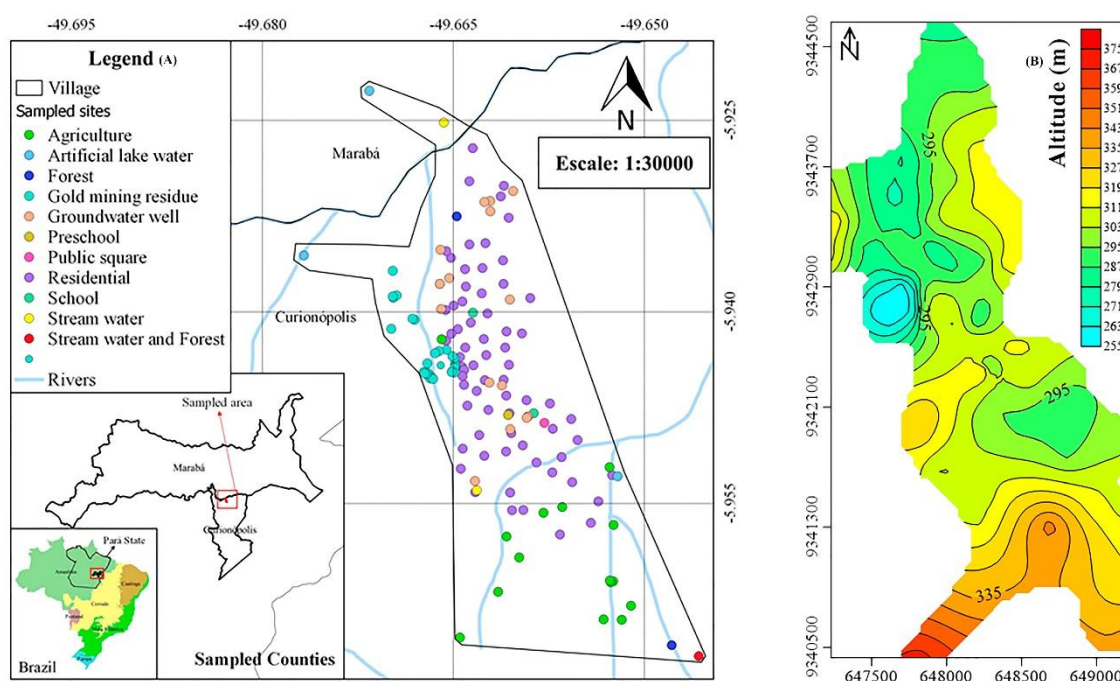 -49.695 -49.680 -49.665 -49.650
Legend (A)
Village
Sampled sites
Agriculture
Artificial lake water
Forest
Gold mining residue
Groundwater well
Preschool
Public square
Residential
School
Stream water
Stream water and Forest
Rivers
Marabá
Curionópolis
N
Escale: 1:30000
-5.925
-5.940
-5.955
Sampled area
Marabá
Curionópolis
Sampled Counties
Pará State
Amazônia
Caatinga
Cerrado
Pampa
Brazil
N
(B)
Altitude (m)
375
367
359
351
343
335
327
319
311
303
295
287
279
271
263
255
295
295
295
335
9344500
9343700
9342900
9342100
9341300
9340500
647500 648000 648500 649000